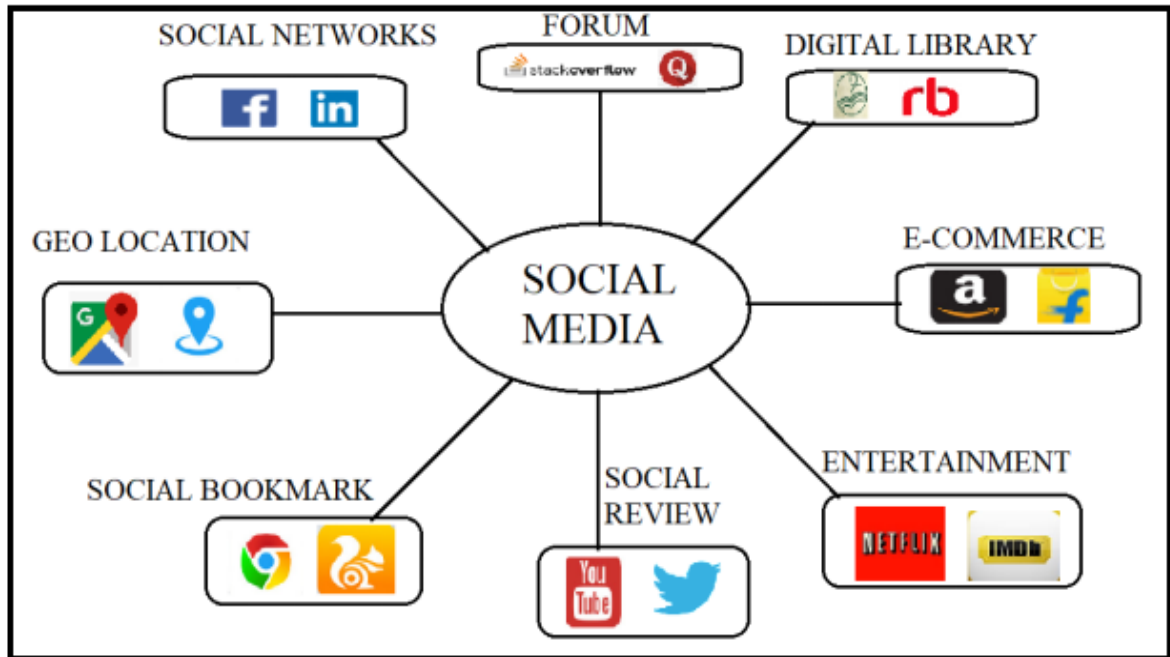 SOCIAL NETWORKS
FORUM
DIGITAL LIBRARY
stackoverflow Q
f in
rb
GEO LOCATION
E-COMMERCE
SOCIAL
MEDIA
a f
G
SOCIAL BOOKMARK
SOCIAL
REVIEW
ENTERTAINMENT
NETFLIX IMDb
You
Tube